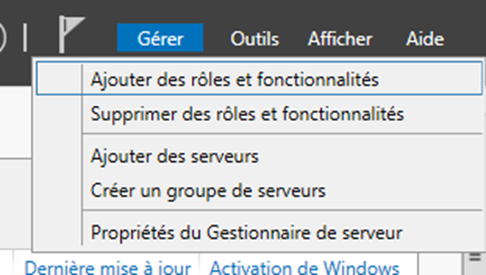 Gérer Outils Afficher Aide
Ajouter des rôles et fonctionnalités
Supprimer des rôles et fonctionnalités
Ajouter des serveurs
Créer un groupe de serveurs
Propriétés du Gestionnaire de serveur
Dernière mise à jour Activation de Windows